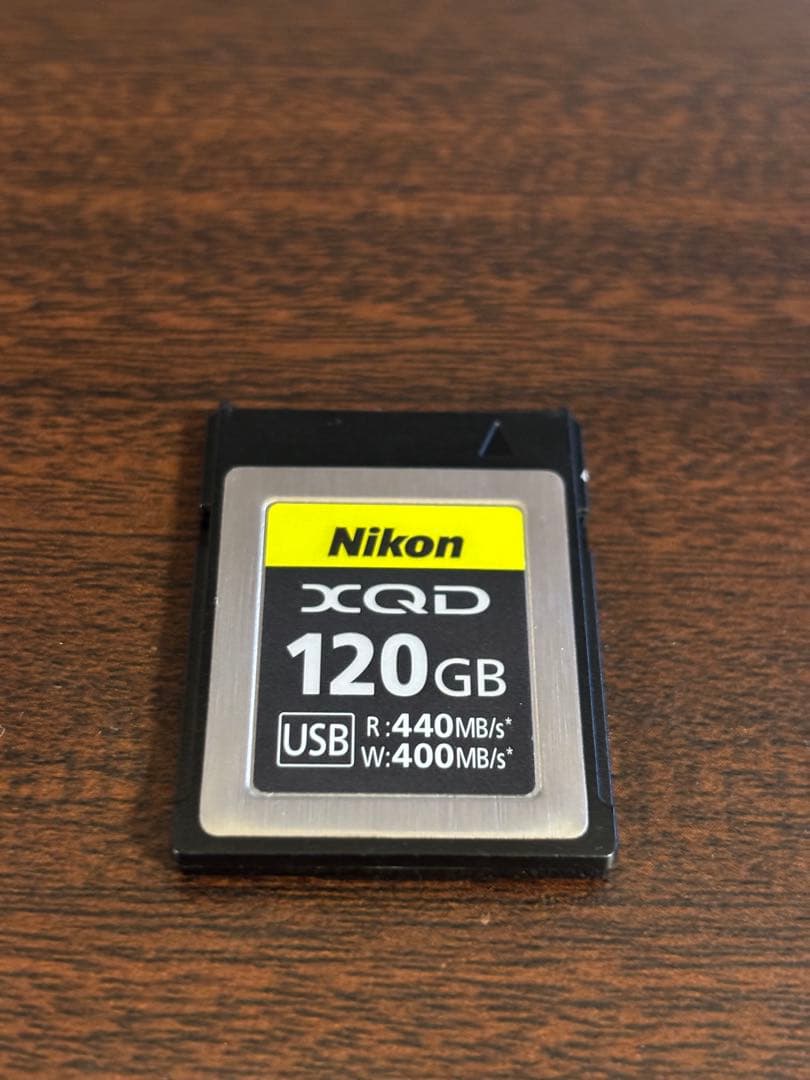 Nikon
XQD
120GB
USB R:440MB/s*
W:400MB/s*